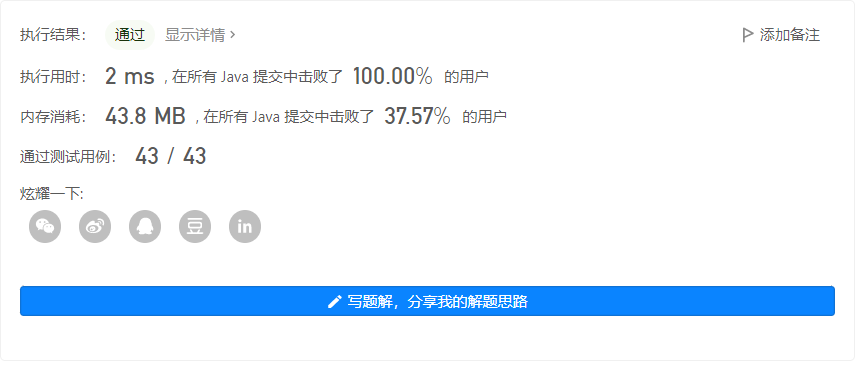 执行结果： 通过 显示详情 › 添加备注
执行用时： 2 ms , 在所有 Java 提交中击败了 100.00% 的用户
内存消耗： 43.8 MB , 在所有 Java 提交中击败了 37.57% 的用户
通过测试用例： 43 / 43
炫耀一下:
豆 in
写题解，分享我的解题思路